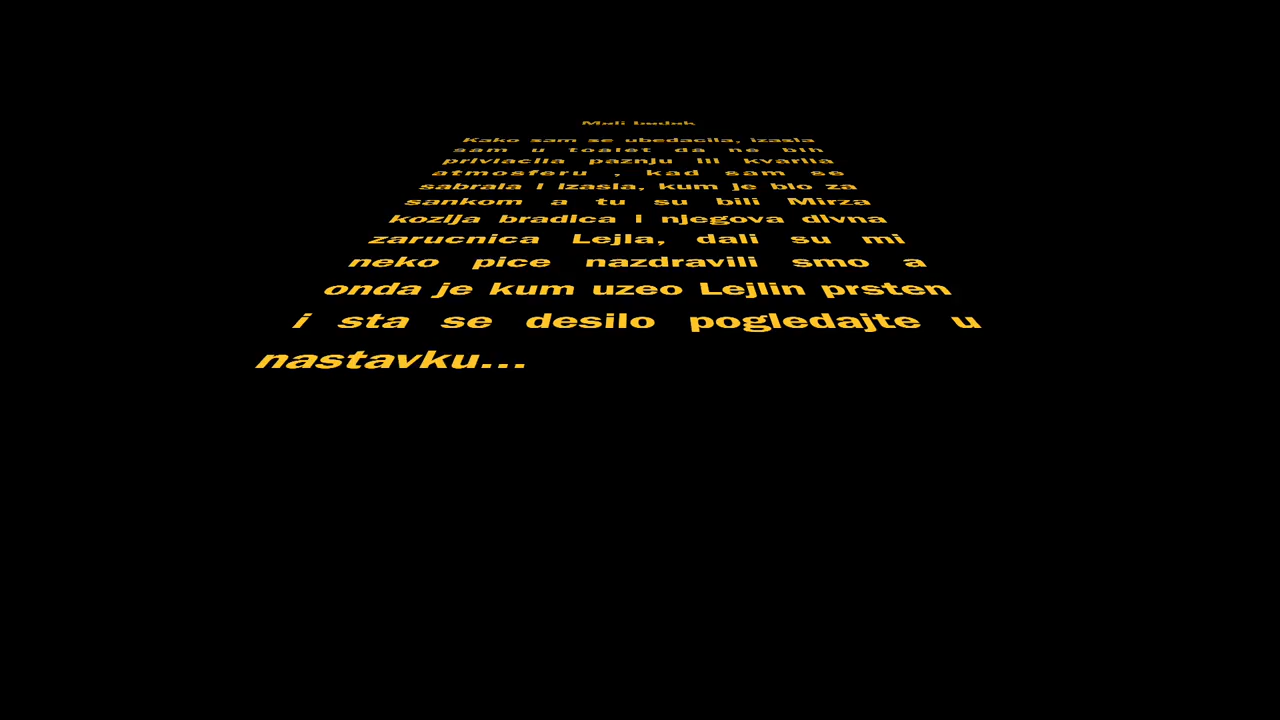 Mali
Kako sam se ubedacila, izasla
sam u toalet da ne bih
privlacila paznju ili kvarila
atmosferu , kad sam se
sabrala i izasla, kum je bio za
sankom a tu su bili Mirza
kozija bradica i njegova divna
zarucnica Lejla, dali su mi
neko pice nazdravili smo a
onda je kum uzeo Lejlin prsten
i sta se desilo pogledajte u
nastavku...